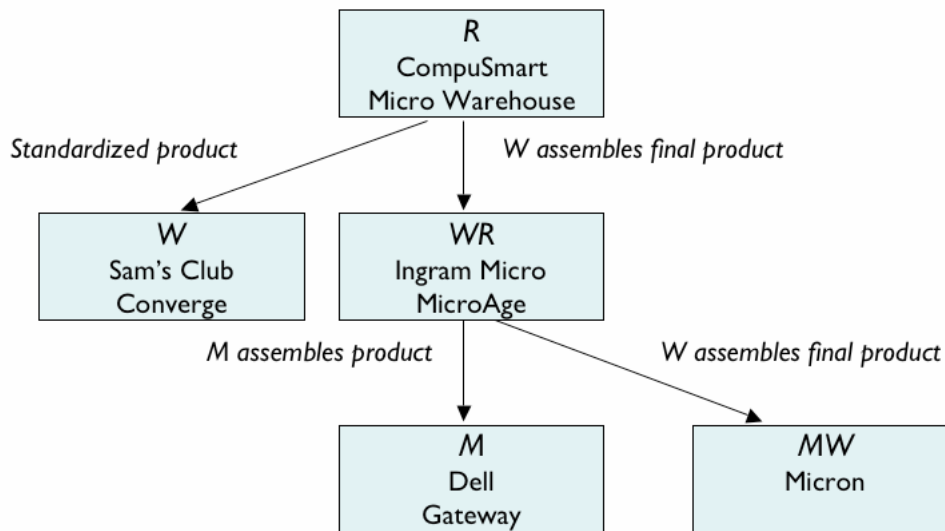 R
CompuSmart
Micro Warehouse
Standardized product
W assembles final product
W
Sam's Club
Converge
WR
Ingram Micro
MicroAge
M assembles product
W assembles final product
M
Dell
Gateway
MW
Micron